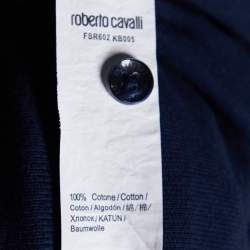 roberto cavalli
FSR602 KB005
100% Cotone / Cotton /
Coton / Algodón / 綿 / 棉 /
Хлопок / KATUN /
Baumwolle